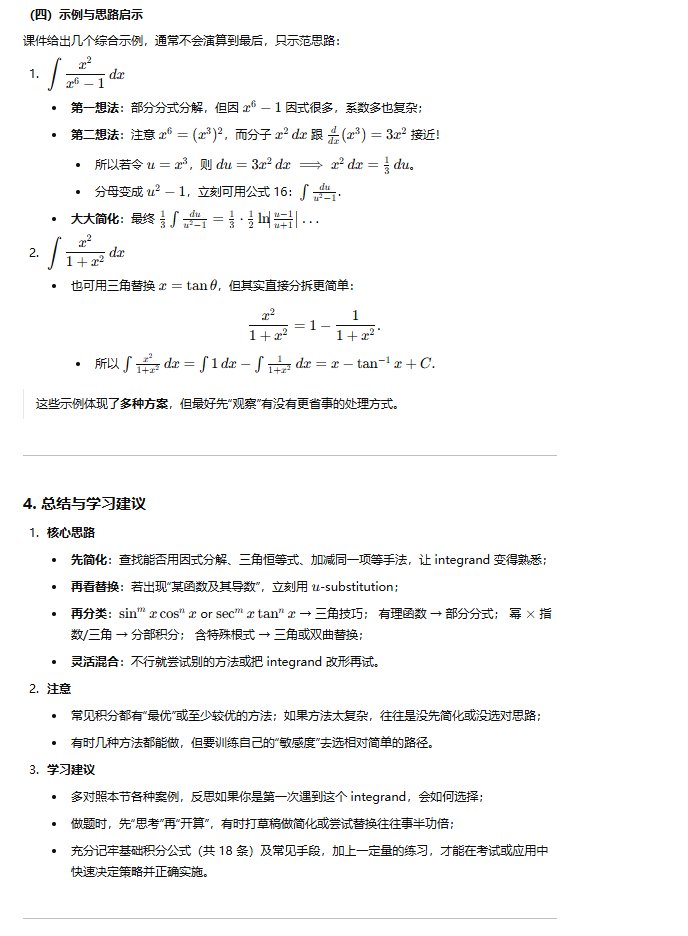 （四）示例与思路启示
课件给出几个综合示例，通常不会演算到最后，只示范思路：
1. ∫ x²/(x⁶ − 1) dx
• 第一想法：部分分式分解，但因 x⁶ − 1 因式很多，系数多也复杂；
• 第二想法：注意 x⁶ = (x³)²，而分子 x² dx 跟 d/dx(x³) = 3x² 接近！
• 所以若令 u = x³，则 du = 3x² dx ⟹ x² dx = 1/3 du。
• 分母变成 u² − 1，立刻可用公式 16：∫ du/(u²−1).
• 大大简化：最终 1/3 ∫ du/(u²−1) = 1/3 · 1/2 ln|(u−1)/(u+1)| ...
2. ∫ x²/(1 + x²) dx
• 也可用三角替换 x = tan θ，但其实直接分拆更简单：
x²/(1 + x²) = 1 − 1/(1 + x²).
• 所以 ∫ x²/(1+x²) dx = ∫ 1 dx − ∫ 1/(1+x²) dx = x − tan⁻¹ x + C.
这些示例体现了多种方案，但最好先“观察”有没有更省事的处理方式。
4. 总结与学习建议
1. 核心思路
• 先简化：查找能否用因式分解、三角恒等式、加减同一项等手法，让 integrand 变得熟悉；
• 再看替换：若出现“某函数及其导数”，立刻用 u-substitution；
• 再分类：sinᵐ x cosⁿ x or secᵐ x tanⁿ x → 三角技巧； 有理函数 → 部分分式； 幂 × 指
数/三角 → 分部积分； 含特殊根式 → 三角或双曲替换；
• 灵活混合：不行就尝试别的方法或把 integrand 改形再试。
2. 注意
• 常见积分都有“最优”或至少较优的方法；如果方法太复杂，往往是没先简化或没选对思路；
• 有时几种方法都能做，但要训练自己的“敏感度”去选相对简单的路径。
3. 学习建议
• 多对照本节各种案例，反思如果你是第一次遇到这个 integrand，会如何选择；
• 做题时，先“思考”再“开算”，有时打草稿做简化或尝试替换往往事半功倍；
• 充分记牢基础积分公式（共 18 条）及常见手段，加上一定量的练习，才能在考试或应用中
快速决定策略并正确实施。